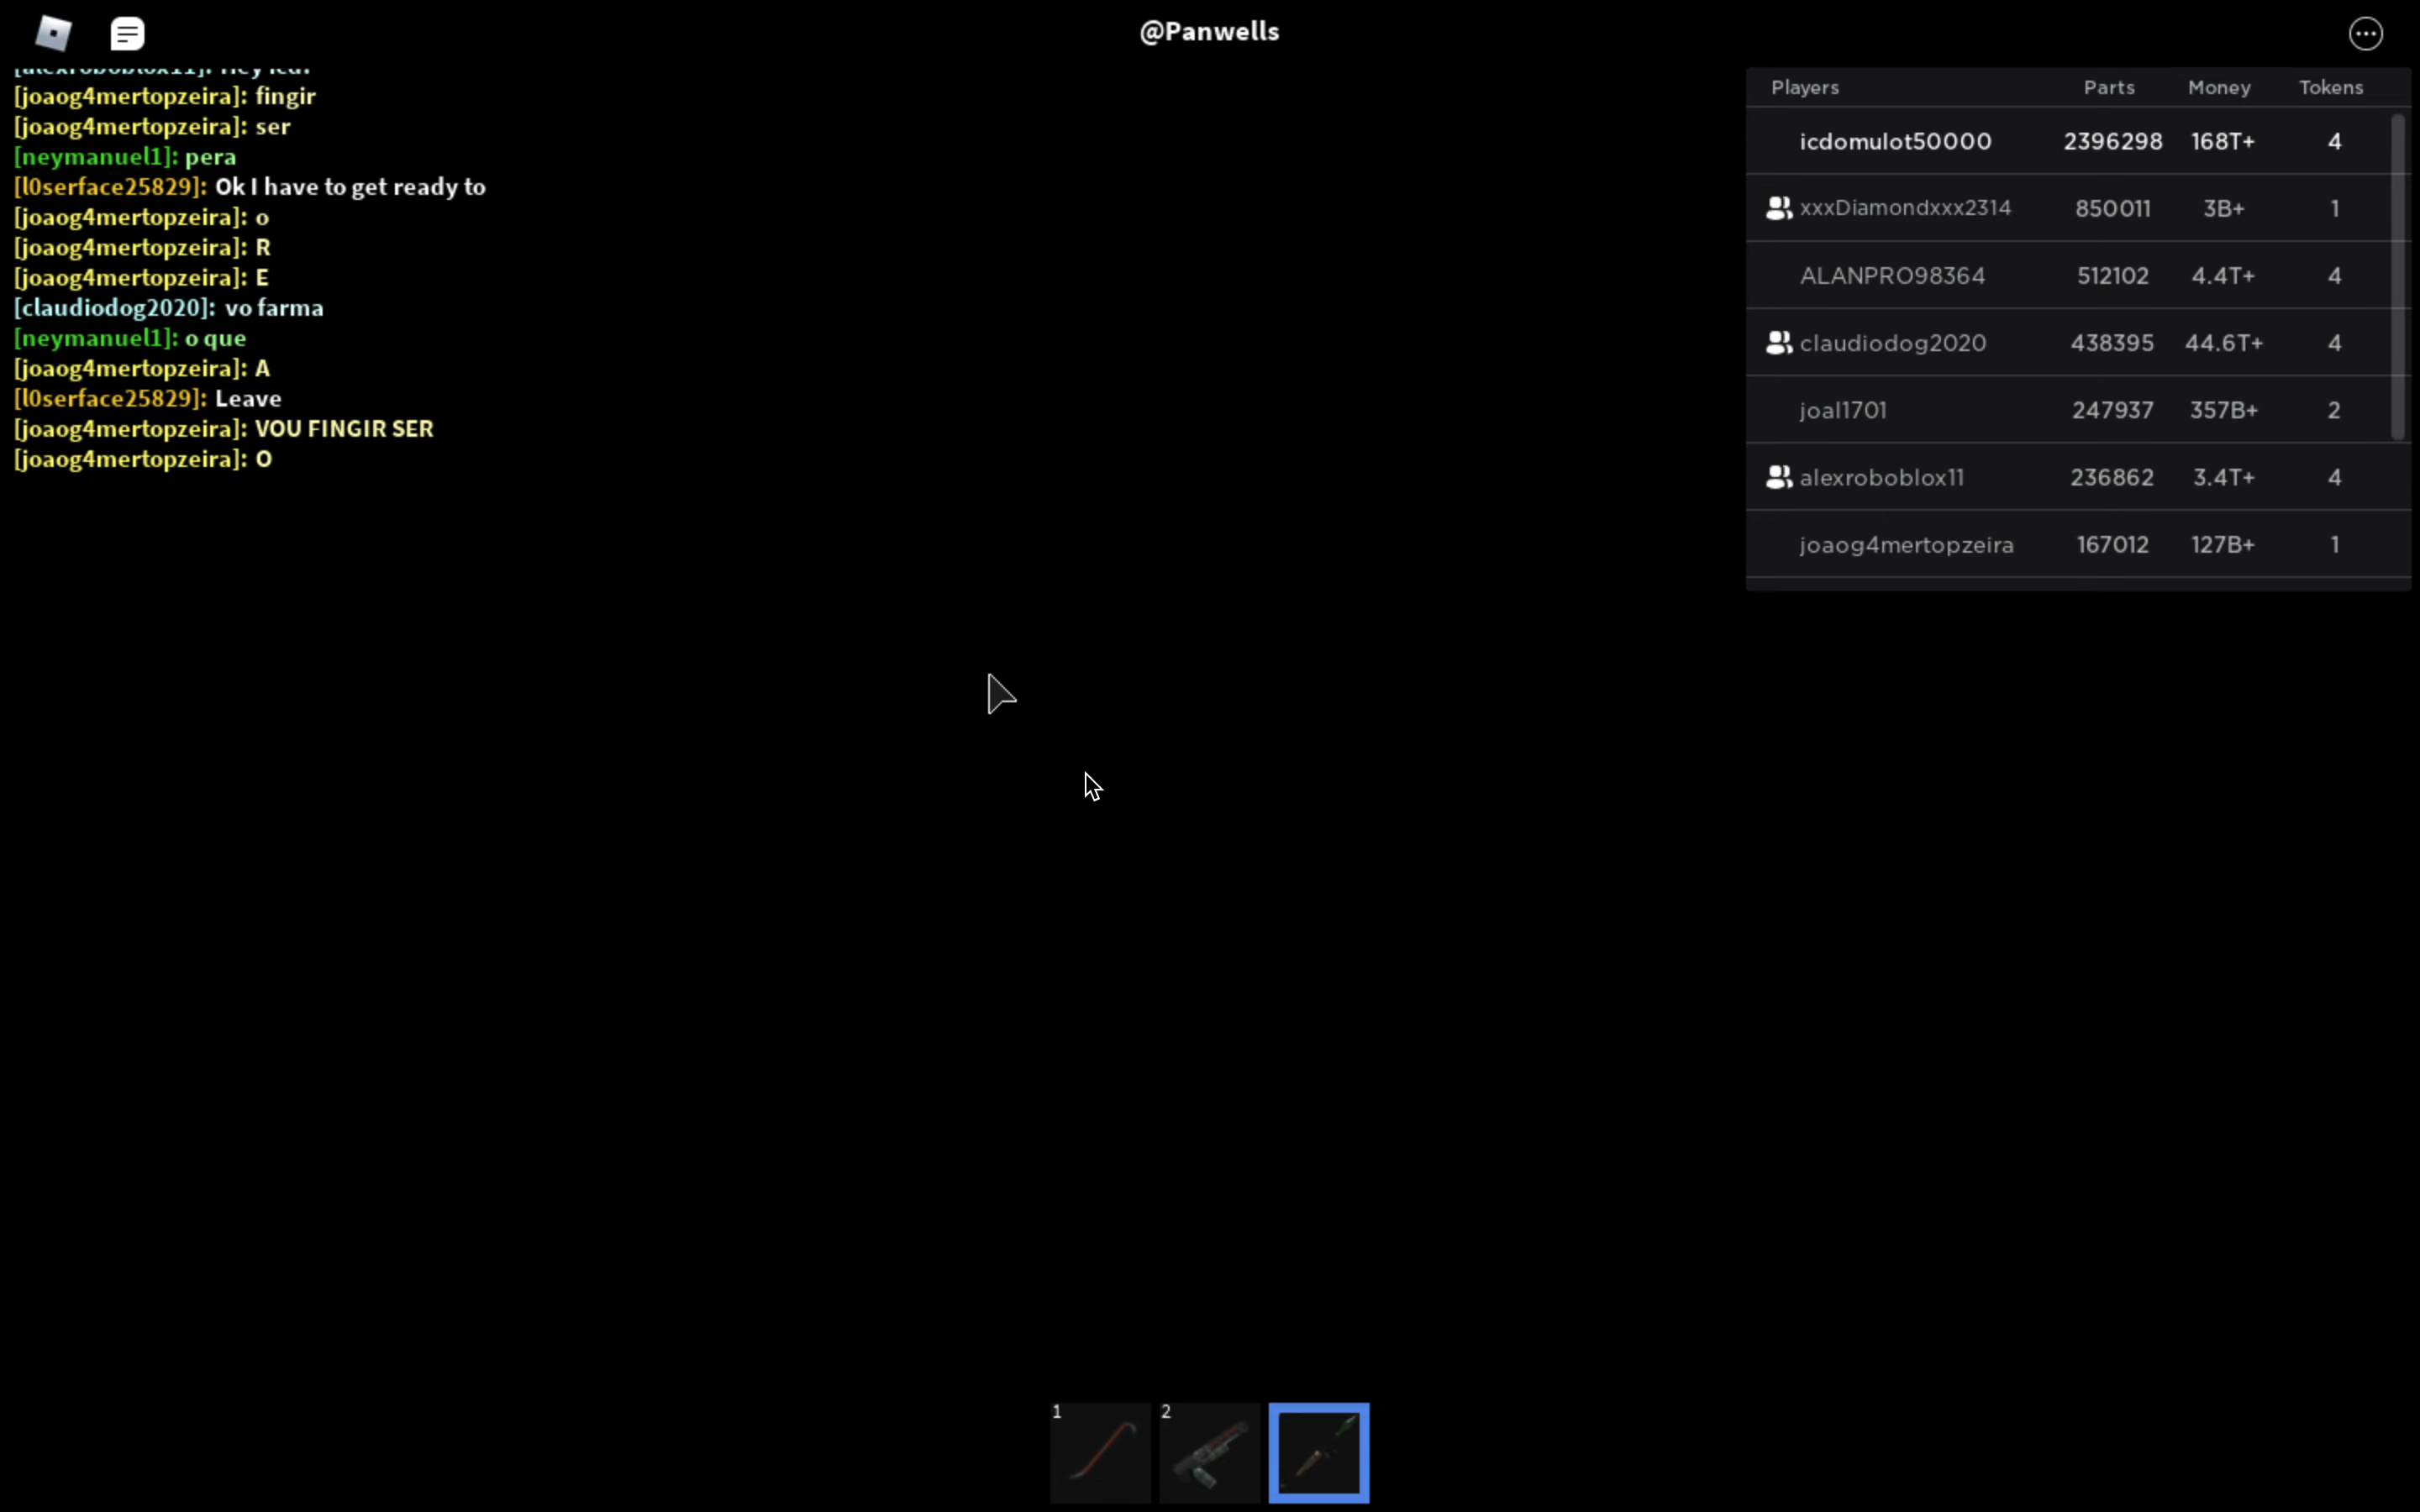 @Panwells
[joaog4mertopzeira]: fingir
[joaog4mertopzeira]: ser
[neymanuel1]: pera
[l0serface25829]: Ok I have to get ready to
[joaog4mertopzeira]: o
[joaog4mertopzeira]: R
[joaog4mertopzeira]: E
[claudiodog2020]: vo farma
[neymanuel1]: o que
[joaog4mertopzeira]: A
[l0serface25829]: Leave
[joaog4mertopzeira]: VOU FINGIR SER
[joaog4mertopzeira]: O
Players Parts Money Tokens
icdomulot50000 2396298 168T+ 4
xxxDiamondxxx2314 850011 3B+ 1
ALANPRO98364 512102 4.4T+ 4
claudiodog2020 438395 44.6T+ 4
joal1701 247937 357B+ 2
alexroboblox11 236862 3.4T+ 4
joaog4mertopzeira 167012 127B+ 1
1 2